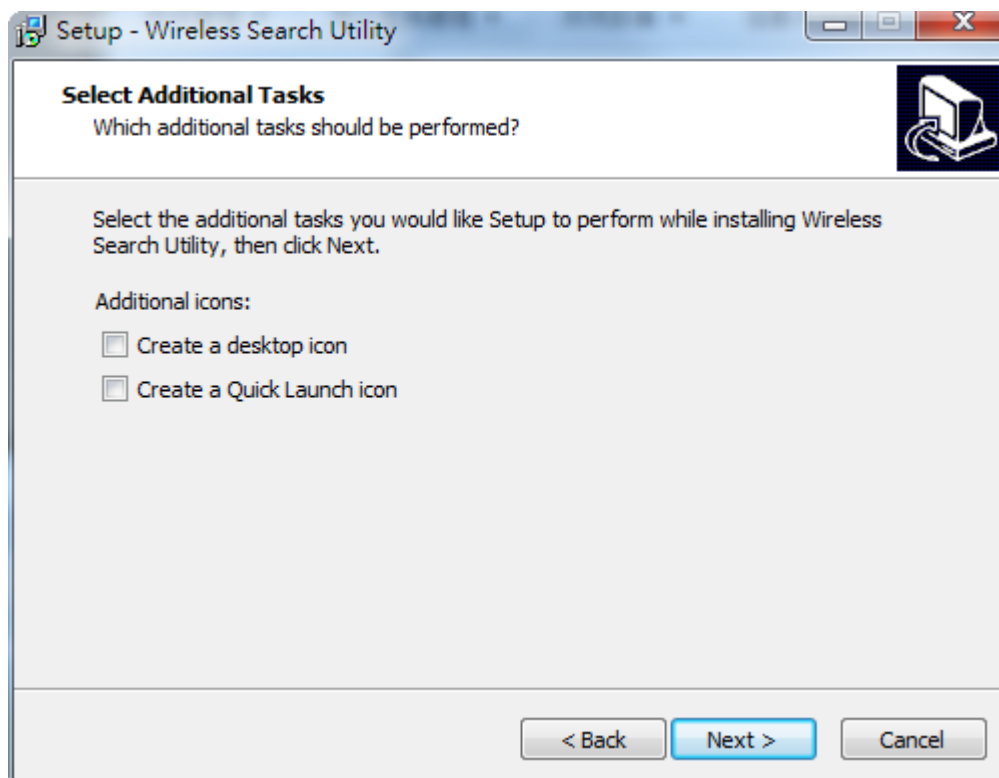 Setup - Wireless Search Utility
Select Additional Tasks
Which additional tasks should be performed?
Select the additional tasks you would like Setup to perform while installing Wireless
Search Utility, then click Next.
Additional icons:
Create a desktop icon
Create a Quick Launch icon
< Back
Next >
Cancel